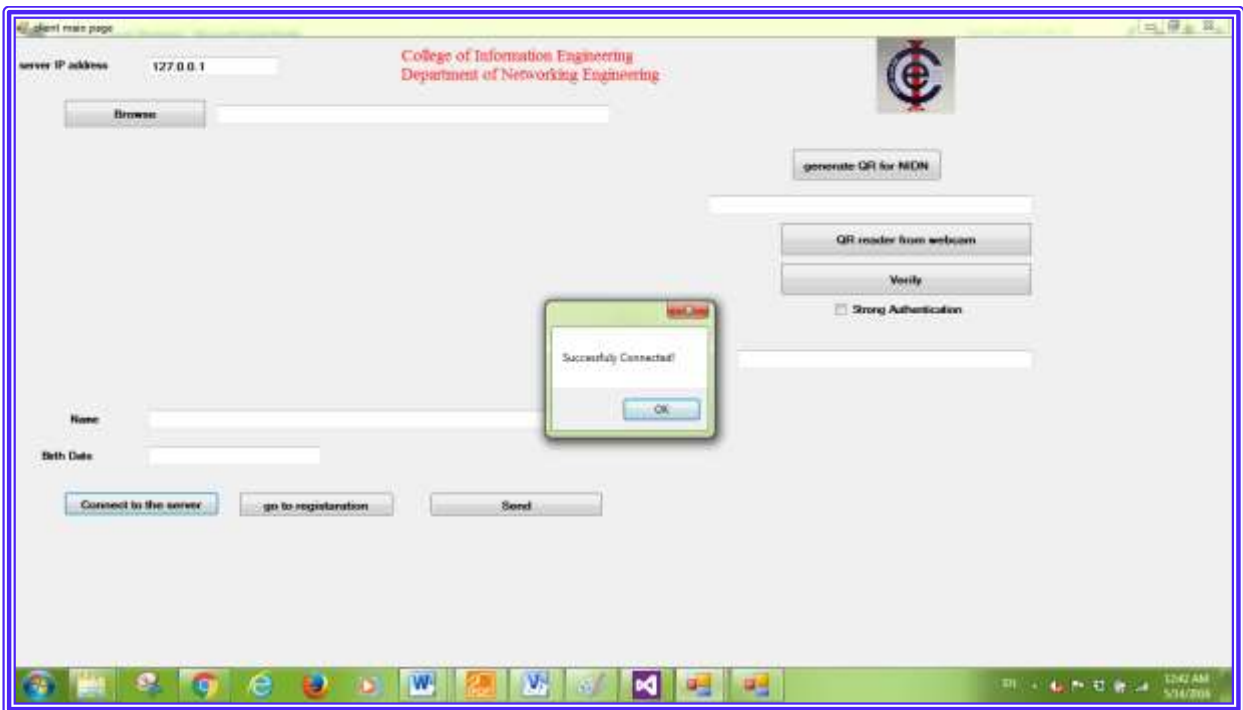 client main page
server IP address
127.0.0.1
College of Information Engineering
Department of Networking Engineering
Browse
generate QR for NIDN
QR reader from webcam
Verify
Strong Authentication
Successfuly Connected!
OK
Name
Birth Date
Connect to the server
go to registaration
Send
EN
12:42 AM
5/14/2016